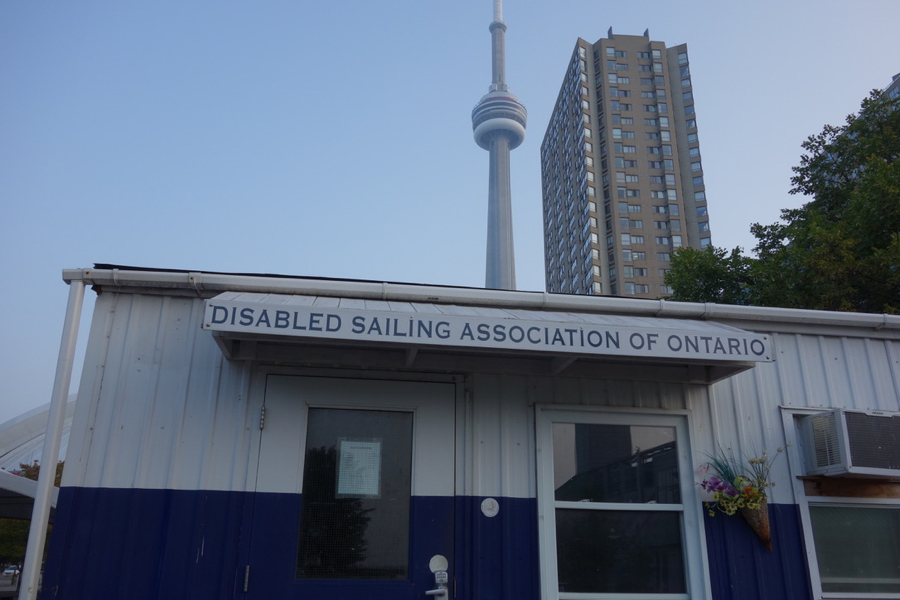 DISABLED SAILING ASSOCIATION OF ONTARIO